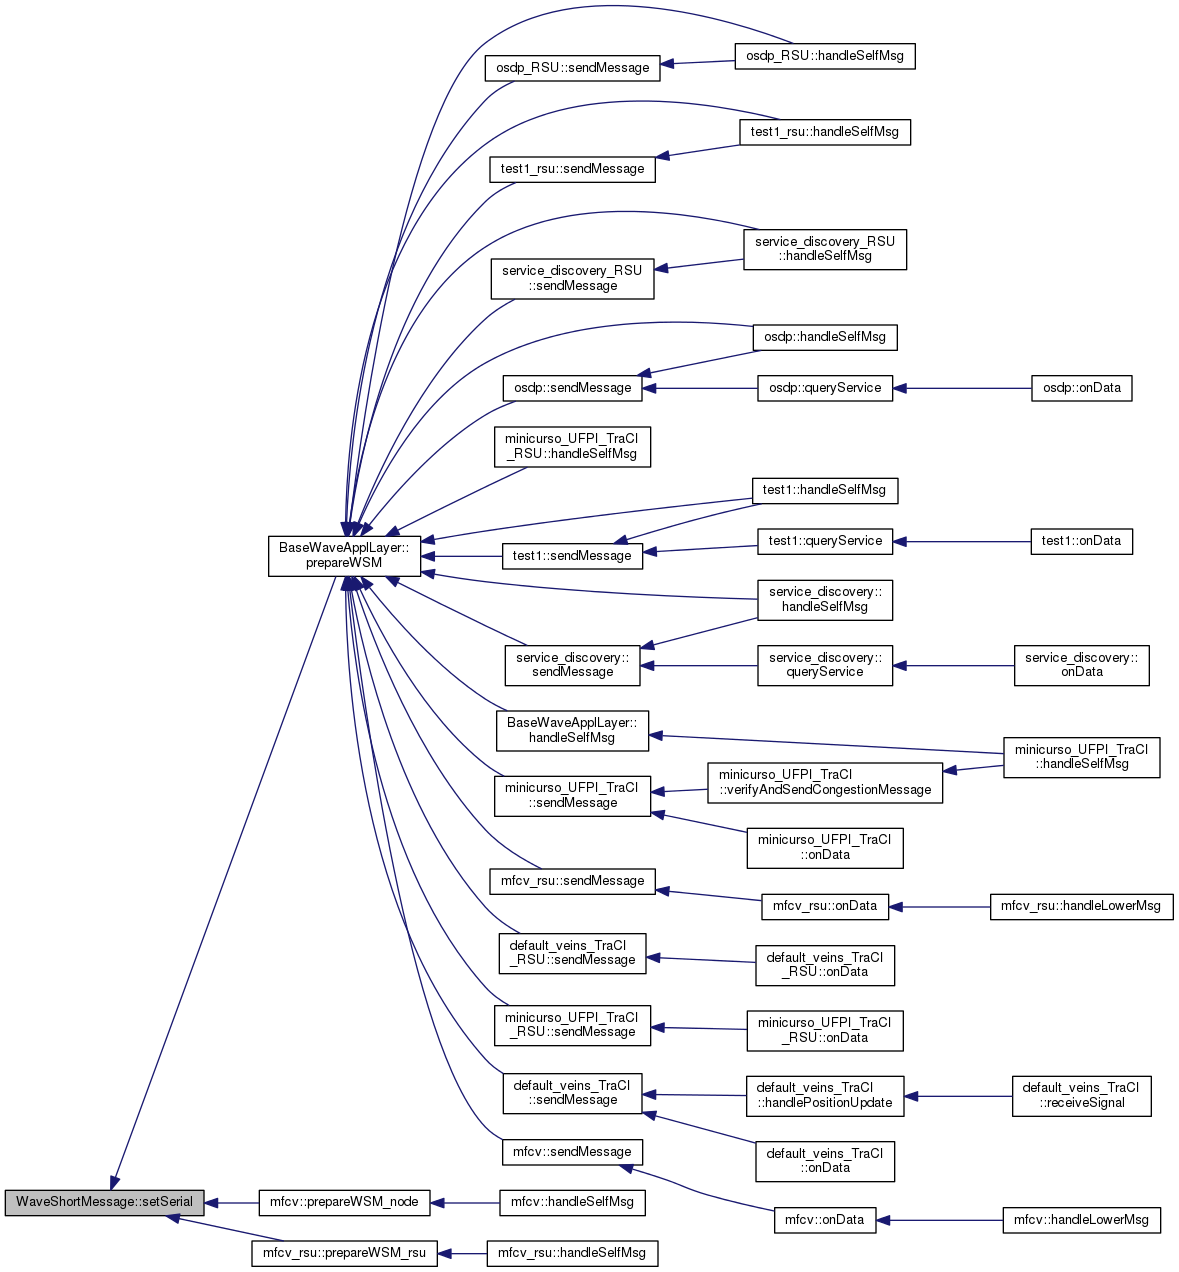 osdp_RSU::handleSelfMsg
osdp_RSU::sendMessage
test1_rsu::handleSelfMsg
test1_rsu::sendMessage
service_discovery_RSU
::handleSelfMsg
service_discovery_RSU
::sendMessage
osdp::handleSelfMsg
osdp::sendMessage
osdp::queryService
osdp::onData
minicurso_UFPI_TraCI
_RSU::handleSelfMsg
test1::handleSelfMsg
BaseWaveApplLayer::
prepareWSM
test1::sendMessage
test1::queryService
test1::onData
service_discovery::
handleSelfMsg
service_discovery::
sendMessage
service_discovery::
queryService
service_discovery::
onData
BaseWaveApplLayer::
handleSelfMsg
minicurso_UFPI_TraCI
::handleSelfMsg
minicurso_UFPI_TraCI
::sendMessage
minicurso_UFPI_TraCI
::verifyAndSendCongestionMessage
minicurso_UFPI_TraCI
::onData
mfcv_rsu::sendMessage
mfcv_rsu::onData
mfcv_rsu::handleLowerMsg
default_veins_TraCI
_RSU::sendMessage
default_veins_TraCI
_RSU::onData
minicurso_UFPI_TraCI
_RSU::sendMessage
minicurso_UFPI_TraCI
_RSU::onData
default_veins_TraCI
::sendMessage
default_veins_TraCI
::handlePositionUpdate
default_veins_TraCI
::receiveSignal
default_veins_TraCI
::onData
mfcv::sendMessage
WaveShortMessage::setSerial
mfcv::prepareWSM_node
mfcv::handleSelfMsg
mfcv::onData
mfcv::handleLowerMsg
mfcv_rsu::prepareWSM_rsu
mfcv_rsu::handleSelfMsg